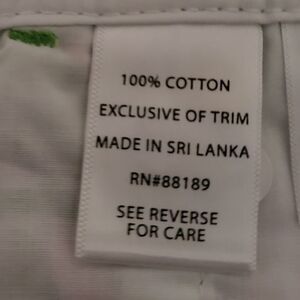 100% COTTON
EXCLUSIVE OF TRIM
MADE IN SRI LANKA
RN#88189
SEE REVERSE
FOR CARE